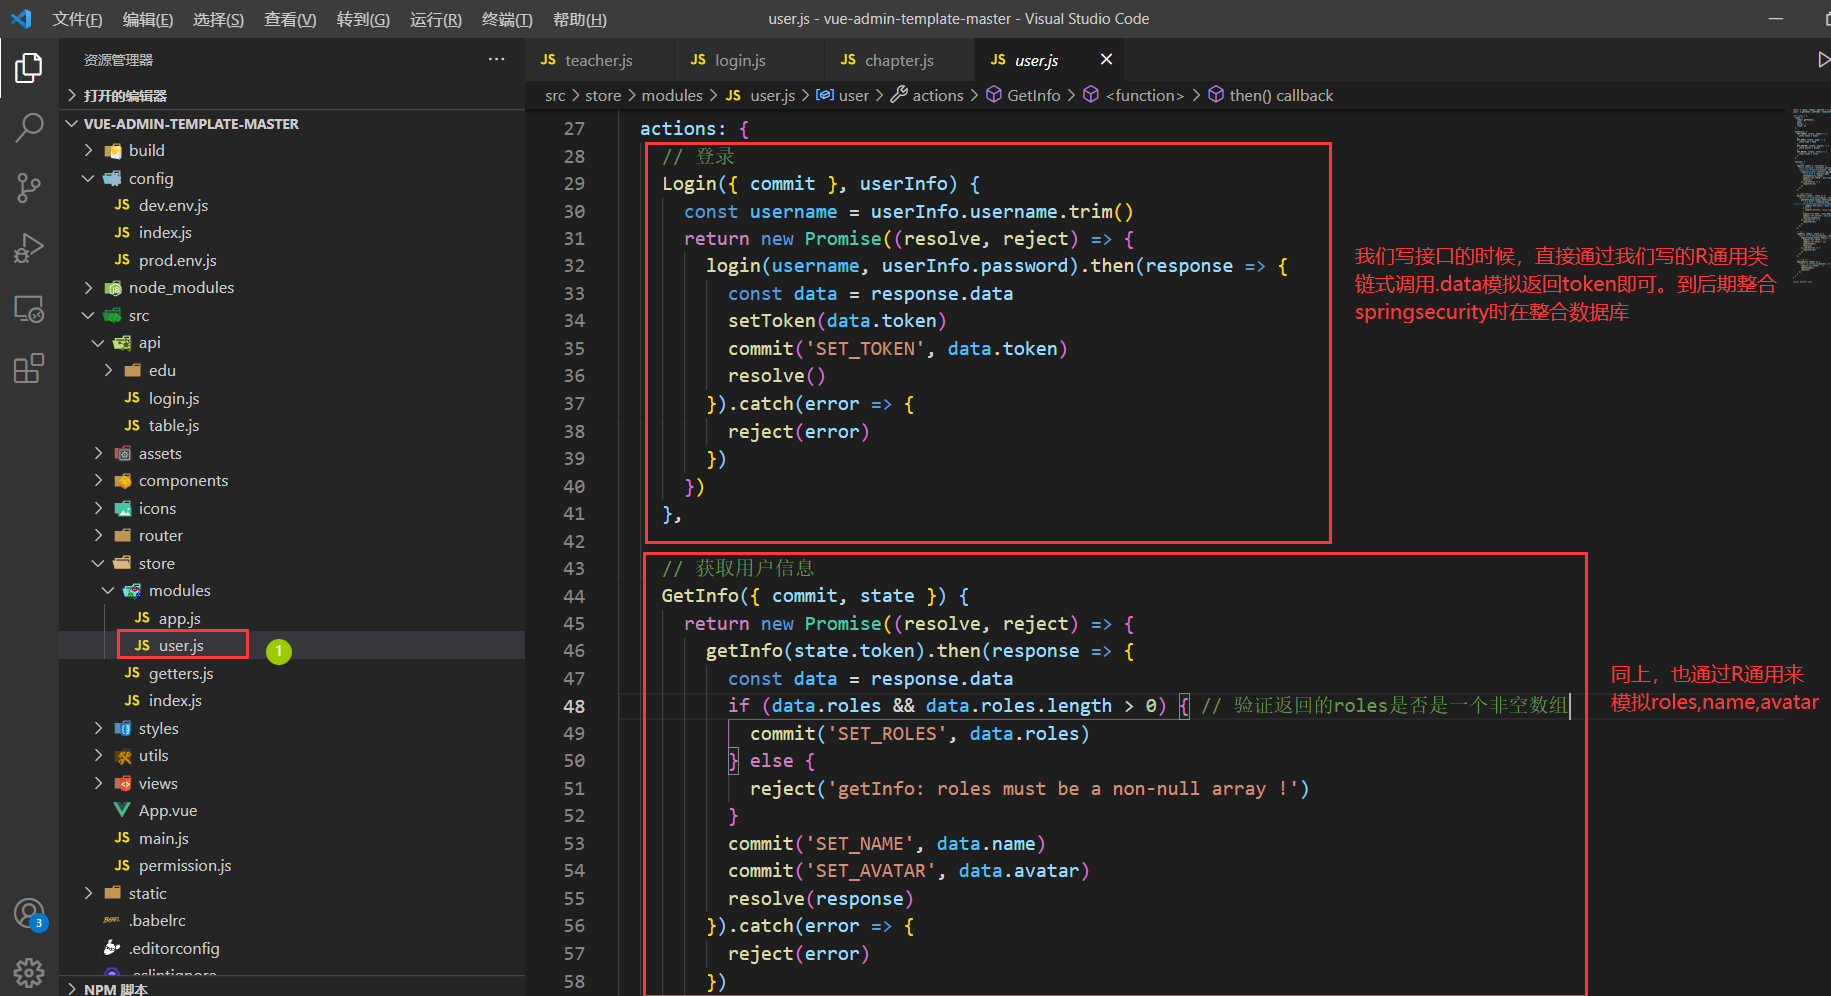 文件(F) 编辑(E) 选择(S) 查看(V) 转到(G) 运行(R) 终端(T) 帮助(H) user.js - vue-admin-template-master - Visual Studio Code
资源管理器 ···
打开的编辑器
VUE-ADMIN-TEMPLATE-MASTER
build
config
JS dev.env.js
JS index.js
JS prod.env.js
node_modules
src
api
edu
JS login.js
JS table.js
assets
components
icons
router
store
modules
JS app.js
JS user.js 1
JS getters.js
JS index.js
styles
utils
views
App.vue
JS main.js
JS permission.js
static
.babelrc
.editorconfig
.eslintignore
NPM 脚本
3
JS teacher.js JS login.js JS chapter.js JS user.js ×
src > store > modules > JS user.js > user > actions > GetInfo > <function> > then() callback
27 actions: {
28 // 登录
29 Login({ commit }, userInfo) {
30 const username = userInfo.username.trim()
31 return new Promise((resolve, reject) => {
32 login(username, userInfo.password).then(response => {
33 const data = response.data
34 setToken(data.token)
35 commit('SET_TOKEN', data.token)
36 resolve()
37 }).catch(error => {
38 reject(error)
39 })
40 })
41 },
42
43 // 获取用户信息
44 GetInfo({ commit, state }) {
45 return new Promise((resolve, reject) => {
46 getInfo(state.token).then(response => {
47 const data = response.data
48 if (data.roles && data.roles.length > 0) { // 验证返回的roles是否是一个非空数组
49 commit('SET_ROLES', data.roles)
50 } else {
51 reject('getInfo: roles must be a non-null array !')
52 }
53 commit('SET_NAME', data.name)
54 commit('SET_AVATAR', data.avatar)
55 resolve(response)
56 }).catch(error => {
57 reject(error)
58 })
我们写接口的时候，直接通过我们写的R通用类
链式调用.data模拟返回token即可。到后期整合
springsecurity时在整合数据库
同上，也通过R通用来
模拟roles,name,avatar